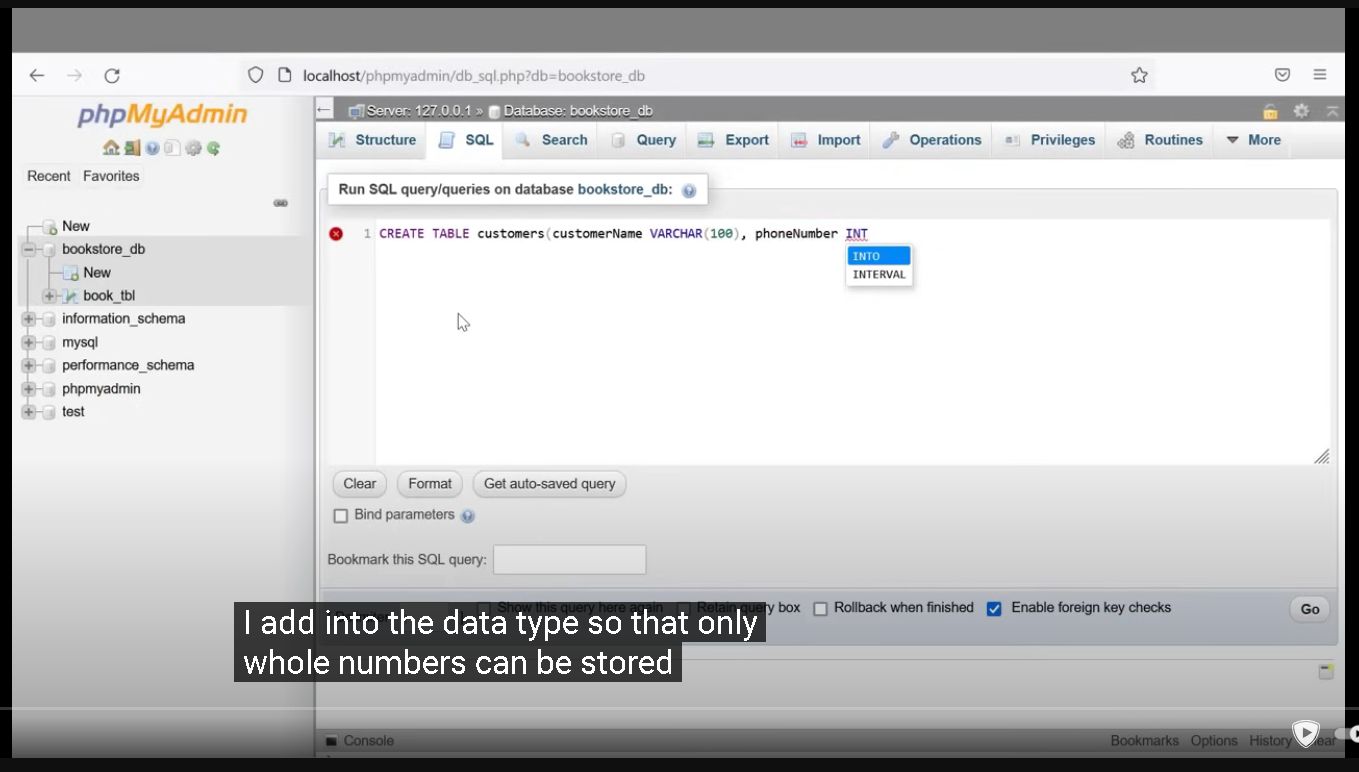 localhost/phpmyadmin/db_sql.php?db=bookstore_db
phpMyAdmin
Recent Favorites
New
bookstore_db
New
book_tbl
information_schema
mysql
performance_schema
phpmyadmin
test
Server: 127.0.0.1 » Database: bookstore_db
Structure SQL Search Query Export Import Operations Privileges Routines More
Run SQL query/queries on database bookstore_db:
1 CREATE TABLE customers(customerName VARCHAR(100), phoneNumber INT
INTO
INTERVAL
Clear Format Get auto-saved query
Bind parameters
Bookmark this SQL query:
Show this query here again Retain query box Rollback when finished Enable foreign key checks Go
I add into the data type so that only
whole numbers can be stored
Console Bookmarks Options History